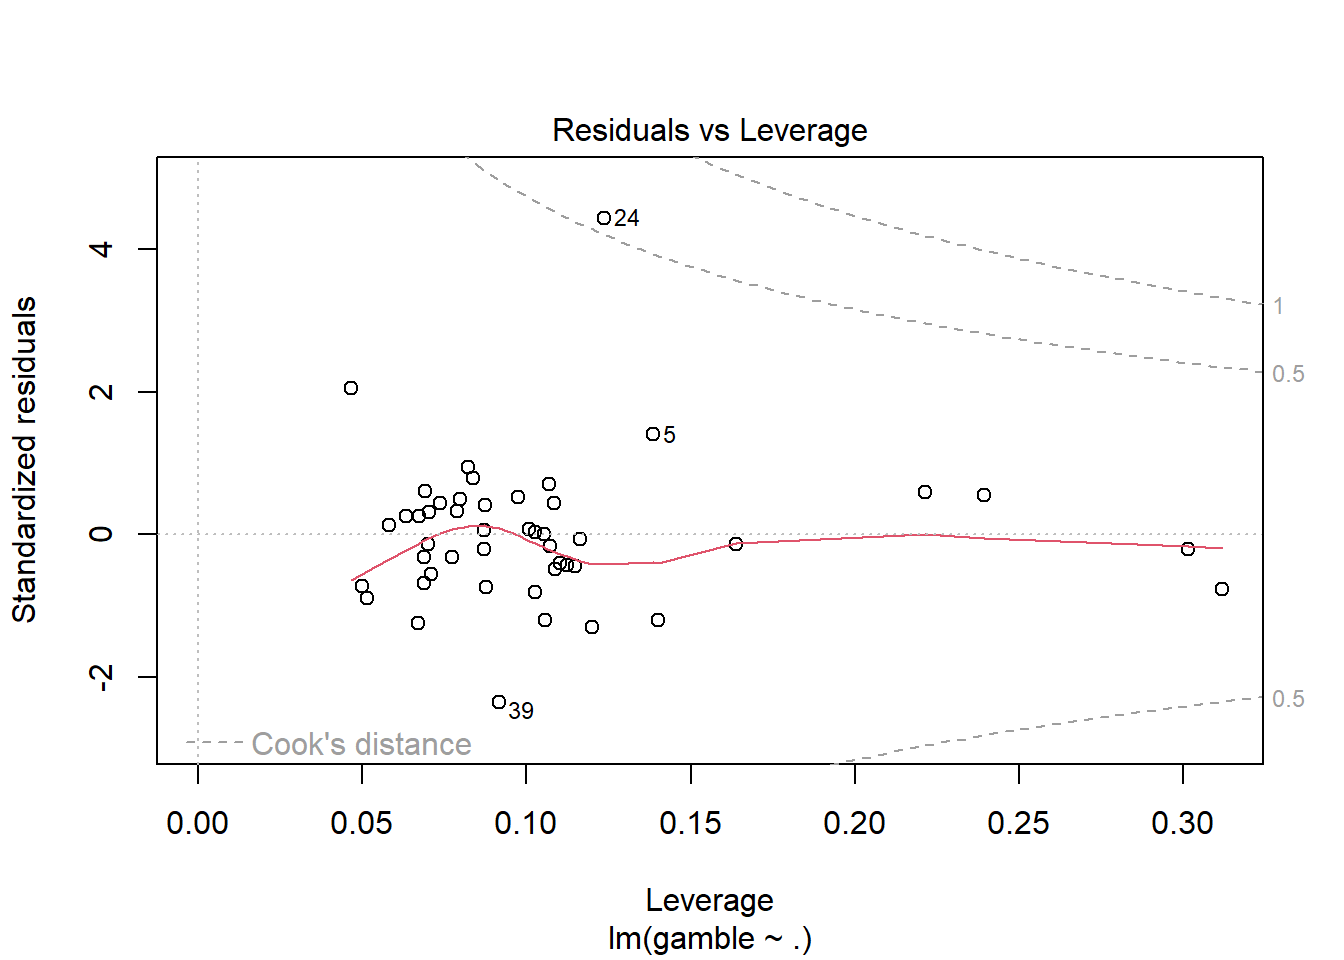 Residuals vs Leverage
Standardized residuals
4
2
0
-2
24
5
39
1
0.5
0.5
Cook's distance
0.00 0.05 0.10 0.15 0.20 0.25 0.30
Leverage
lm(gamble ~ .)